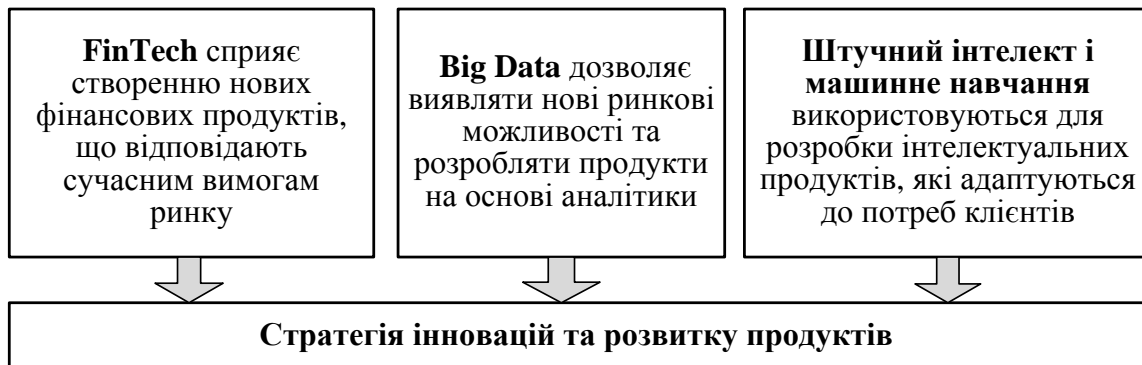 FinTech сприяє
створенню нових
фінансових продуктів,
що відповідають
сучасним вимогам
ринку
Big Data дозволяє
виявляти нові ринкові
можливості та
розробляти продукти
на основі аналітики
Штучний інтелект і
машинне навчання
використовуються для
розробки інтелектуальних
продуктів, які адаптуються
до потреб клієнтів
Стратегія інновацій та розвитку продуктів